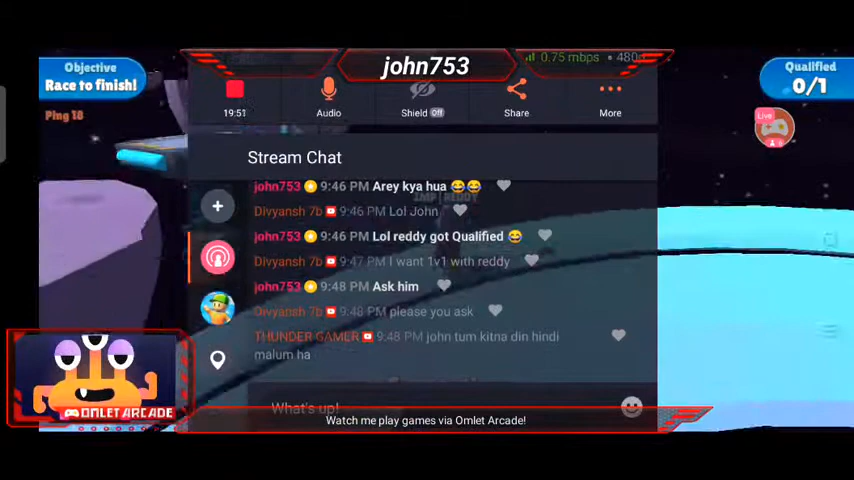 john753
0.75 mbps • 480
Objective
Race to finish!
Qualified
0/1
Ping 18
19:51
Audio
Shield Off
Share
More
Live
Stream Chat
john753 9:46 PM Arey kya hua 😂😂
Divyansh 7b 9:46 PM Lol John
john753 9:46 PM Lol reddy got Qualified 😂
Divyansh 7b 9:47 PM I want 1v1 with reddy
john753 9:48 PM Ask him
Divyansh 7b 9:48 PM please you ask
THUNDER GAMER 9:48 PM john tum kitna din hindi
malum ha
What's up!
OMLET ARCADE
Watch me play games via Omlet Arcade!